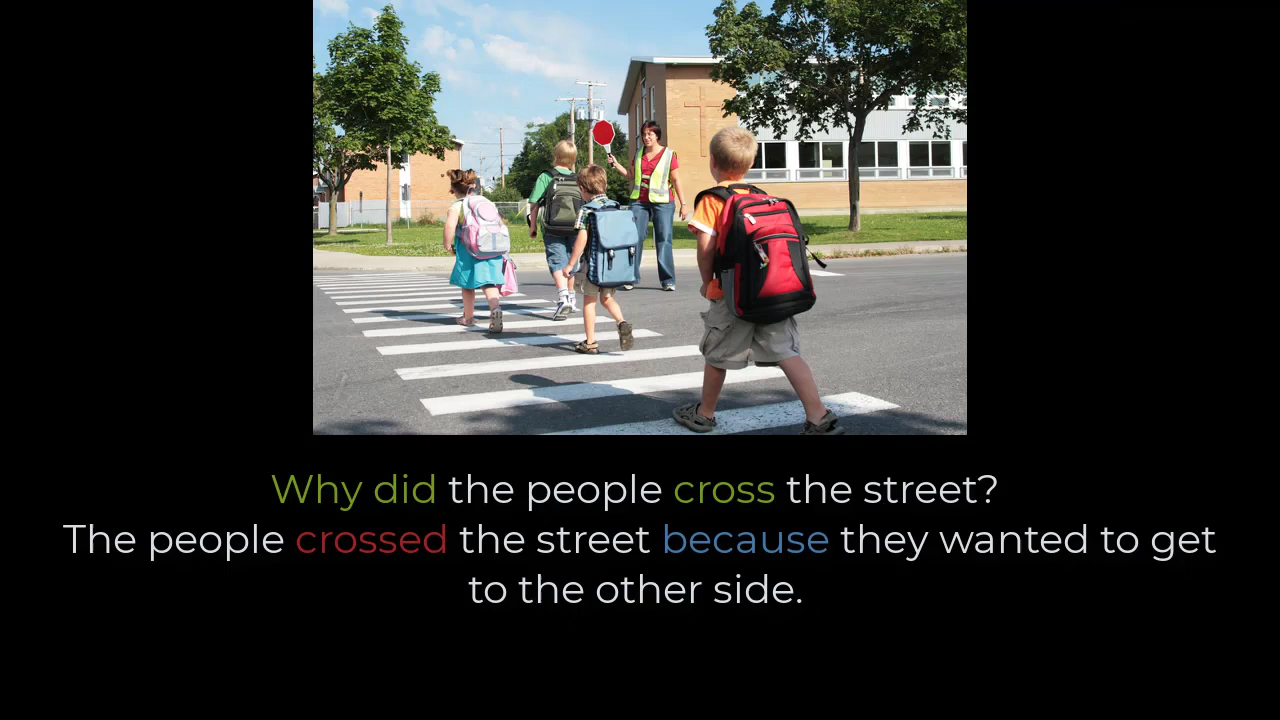 Why did the people cross the street?
The people crossed the street because they wanted to get
to the other side.